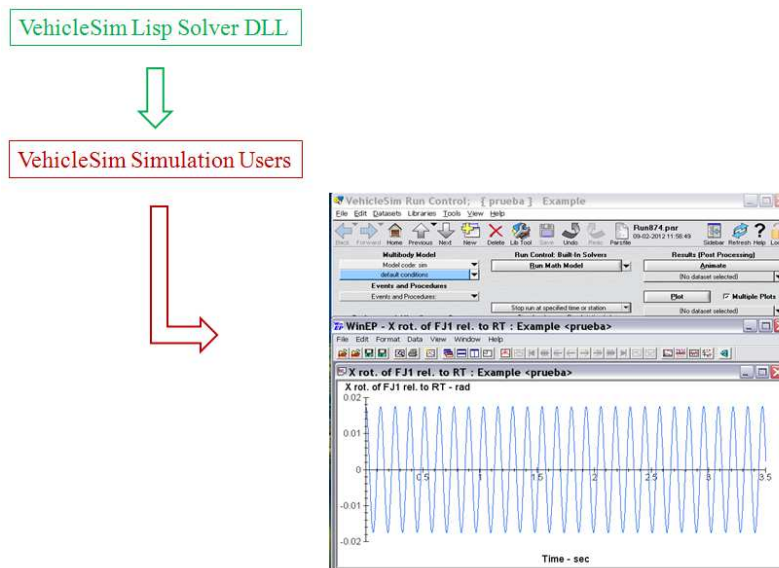 VehicleSim Lisp Solver DLL
VehicleSim Simulation Users
VehicleSim Run Control; { prueba } Example
File Edit Datasets Libraries Tools View Help
Back Forward Home Previous Next New Delete Lib Tool Save Undo Redo Parsfile Run874.par 09-02-2012 11:56:49 Sidebar Refresh Help
Multibody Model Run Control: Built-In Solvers Results (Post Processing)
Model code: sim Run Math Model Animate
default conditions (No dataset selected)
Events and Procedures
Events and Procedures: Plot Multiple Plots
Stop run at specified time or station (No dataset selected)
WinEP - X rot. of FJ1 rel. to RT : Example <prueba>
File Edit Format Data View Window Help
X rot. of FJ1 rel. to RT : Example <prueba>
X rot. of FJ1 rel. to RT - rad
0.02
0.01
0
0.5 1 1.5 2 2.5 3 3.5
-0.01
-0.02
Time - sec